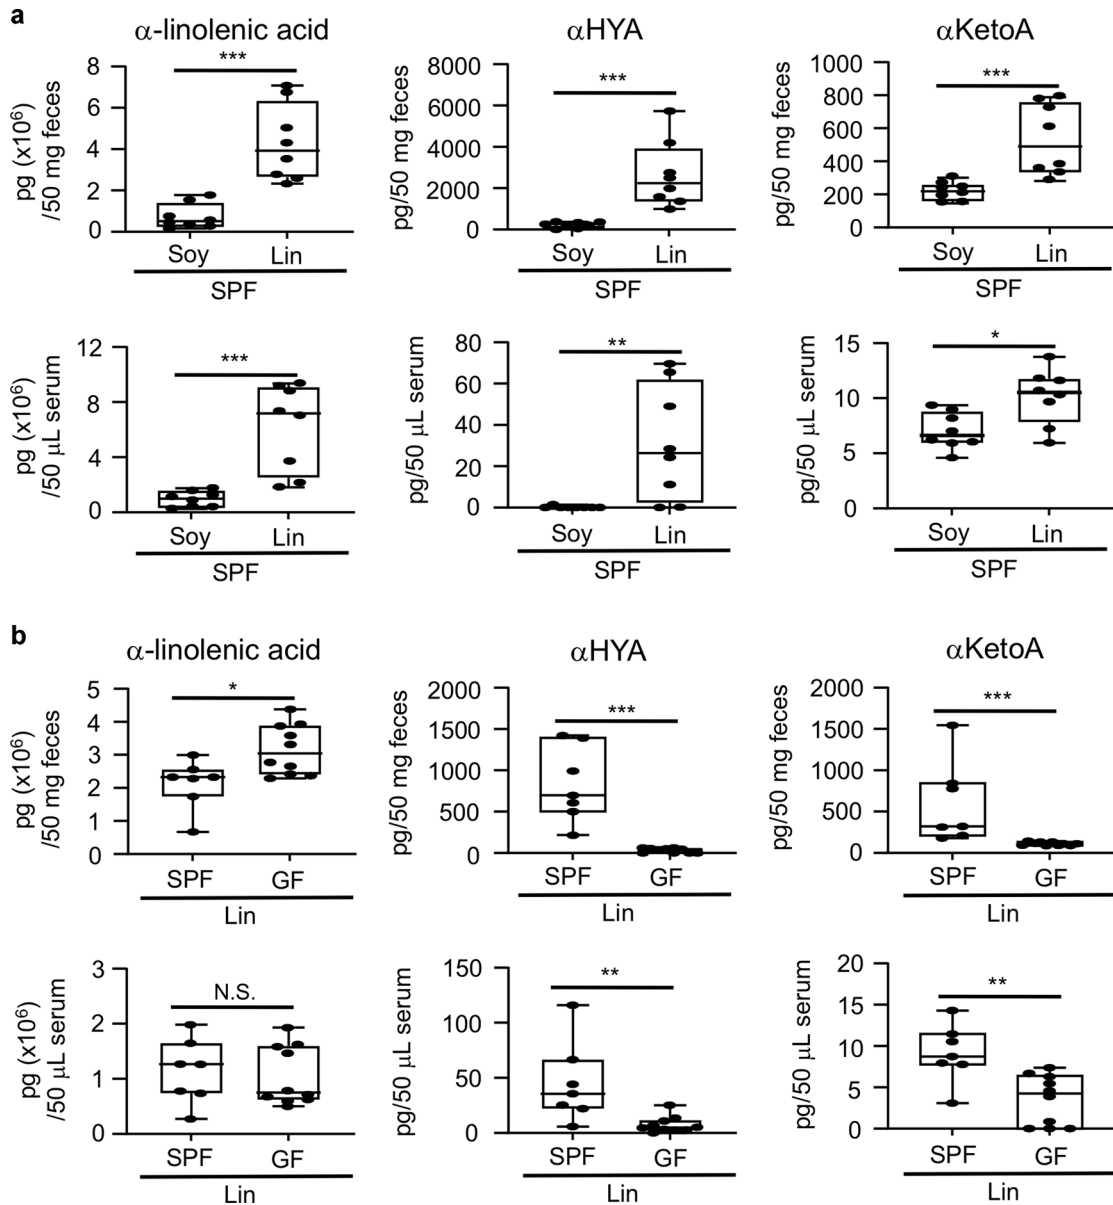 a
α-linolenic acid
αHYA
αKetoA
pg (x10⁶)
/50 mg feces
8
6
4
2
0
***
Soy
Lin
SPF
pg/50 mg feces
8000
6000
4000
2000
0
***
Soy
Lin
SPF
pg/50 mg feces
1000
800
600
400
200
0
***
Soy
Lin
SPF
pg (x10⁶)
/50 μL serum
12
8
4
0
***
Soy
Lin
SPF
pg/50 μL serum
80
60
40
20
0
**
Soy
Lin
SPF
pg/50 μL serum
15
10
5
0
*
Soy
Lin
SPF
b
α-linolenic acid
αHYA
αKetoA
pg (x10⁶)
/50 mg feces
5
4
3
2
1
0
*
SPF
GF
Lin
pg/50 mg feces
2000
1500
1000
500
0
***
SPF
GF
Lin
pg/50 mg feces
2000
1500
1000
500
0
***
SPF
GF
Lin
pg (x10⁶)
/50 μL serum
3
2
1
0
N.S.
SPF
GF
Lin
pg/50 μL serum
150
100
50
0
**
SPF
GF
Lin
pg/50 μL serum
20
15
10
5
0
**
SPF
GF
Lin